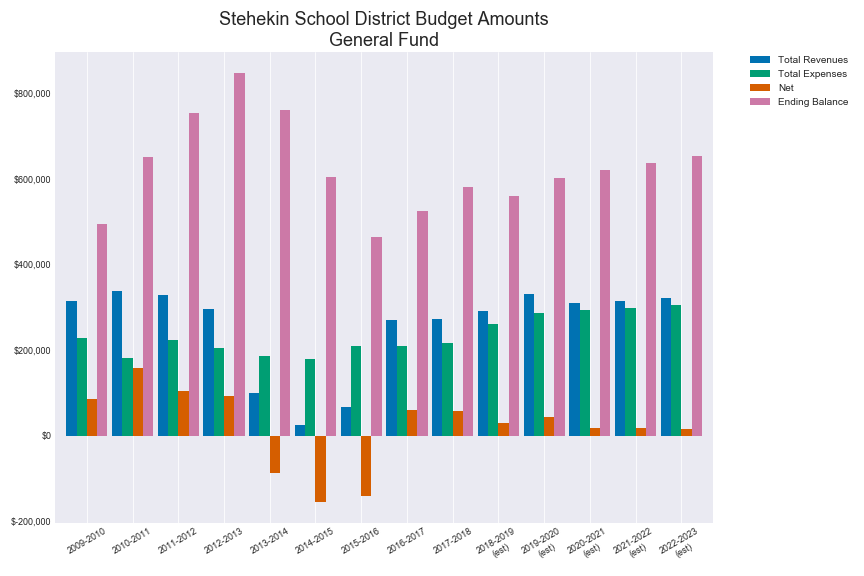 Stehekin School District Budget Amounts
General Fund
Total Revenues
Total Expenses
Net
Ending Balance
$800,000
$600,000
$400,000
$200,000
$0
$-200,000
2009-2010
2010-2011
2011-2012
2012-2013
2013-2014
2014-2015
2015-2016
2016-2017
2017-2018
2018-2019
(est)
2019-2020
(est)
2020-2021
(est)
2021-2022
(est)
2022-2023
(est)